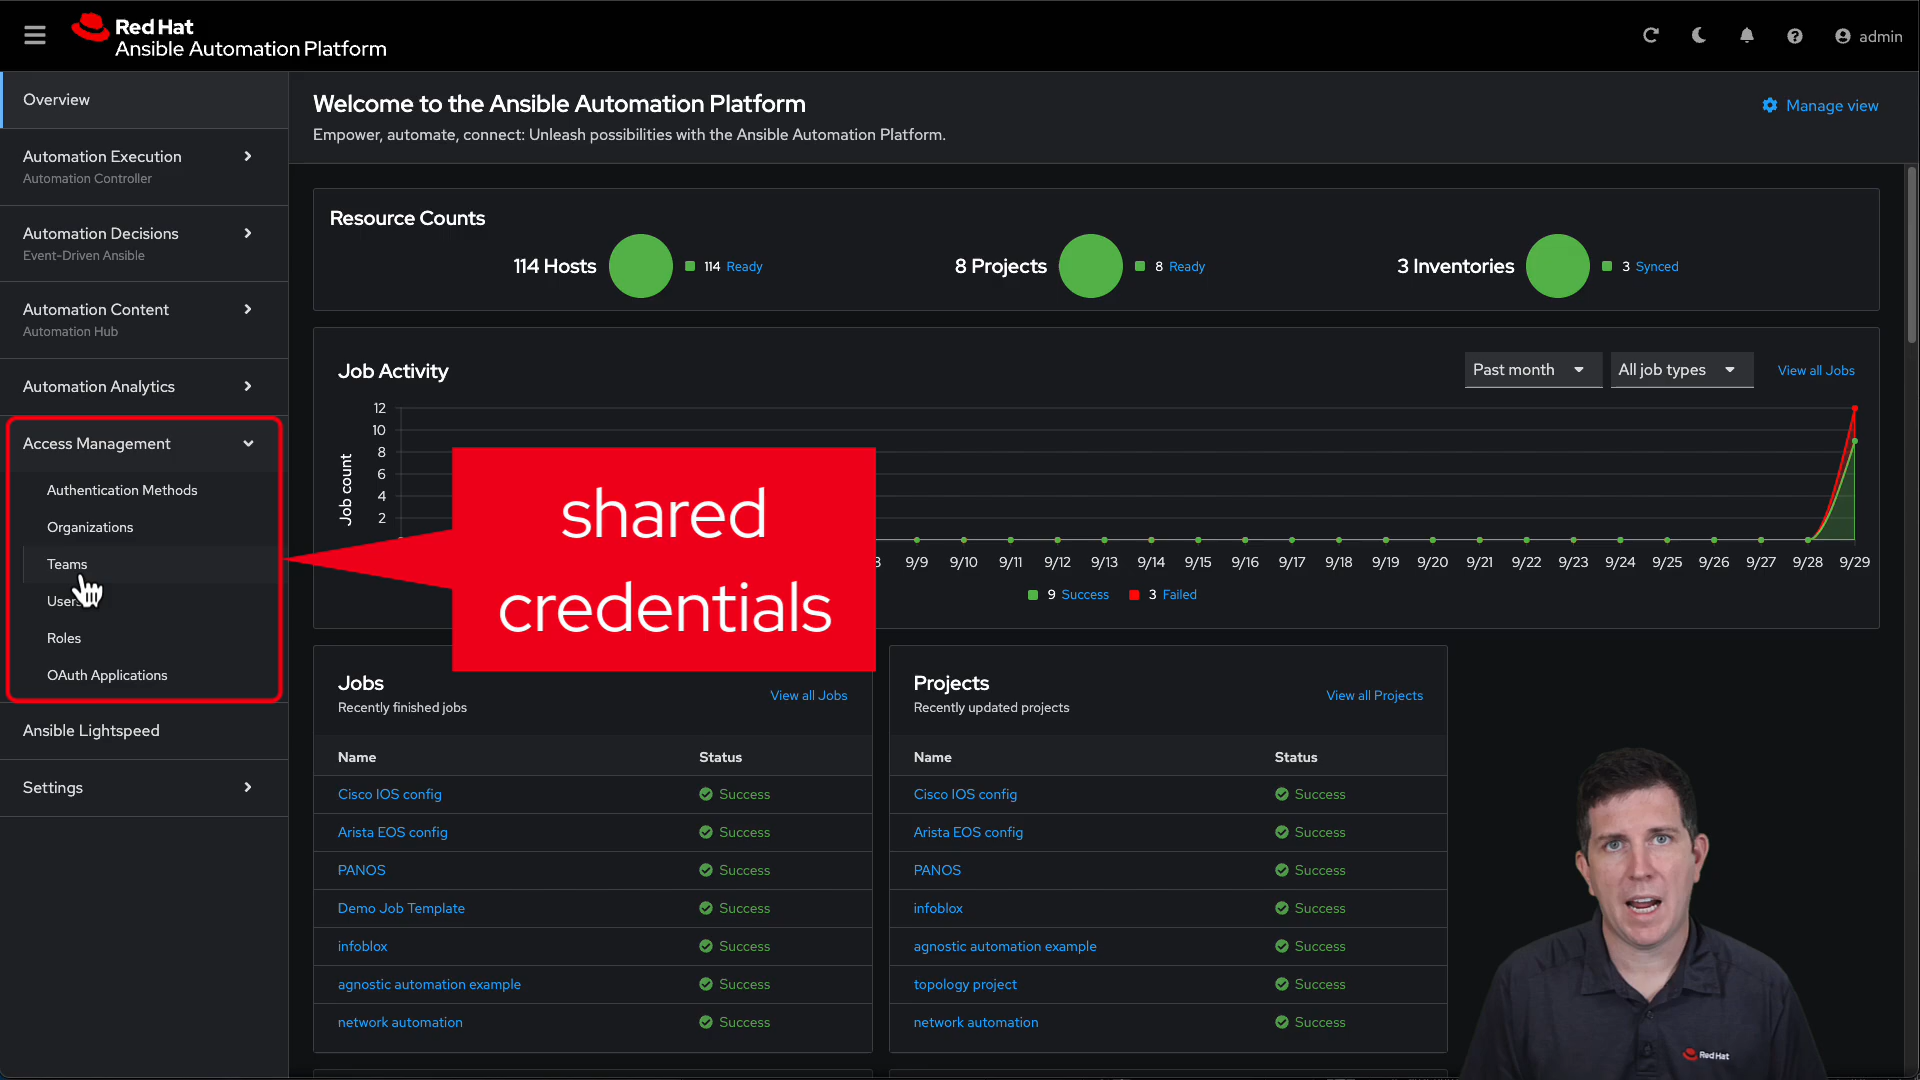 Red Hat
Ansible Automation Platform
admin
Overview
Automation Execution
Automation Controller
Automation Decisions
Event-Driven Ansible
Automation Content
Automation Hub
Automation Analytics
Access Management
Authentication Methods
Organizations
Teams
Users
Roles
OAuth Applications
Ansible Lightspeed
Settings
Welcome to the Ansible Automation Platform
Empower, automate, connect: Unleash possibilities with the Ansible Automation Platform.
Manage view
Resource Counts
114 Hosts
114 Ready
8 Projects
8 Ready
3 Inventories
3 Synced
Job Activity
Past month
All job types
View all Jobs
Job count
12
10
8
6
4
2
shared
credentials
9/9 9/10 9/11 9/12 9/13 9/14 9/15 9/16 9/17 9/18 9/19 9/20 9/21 9/22 9/23 9/24 9/25 9/26 9/27 9/28 9/29
9 Success
3 Failed
Jobs
Recently finished jobs
View all Jobs
Name Status
Cisco IOS config Success
Arista EOS config Success
PANOS Success
Demo Job Template Success
infoblox Success
agnostic automation example Success
network automation Success
Projects
Recently updated projects
View all Projects
Name Status
Cisco IOS config Success
Arista EOS config Success
PANOS Success
infoblox Success
agnostic automation example Success
topology project Success
network automation Success
Red Hat